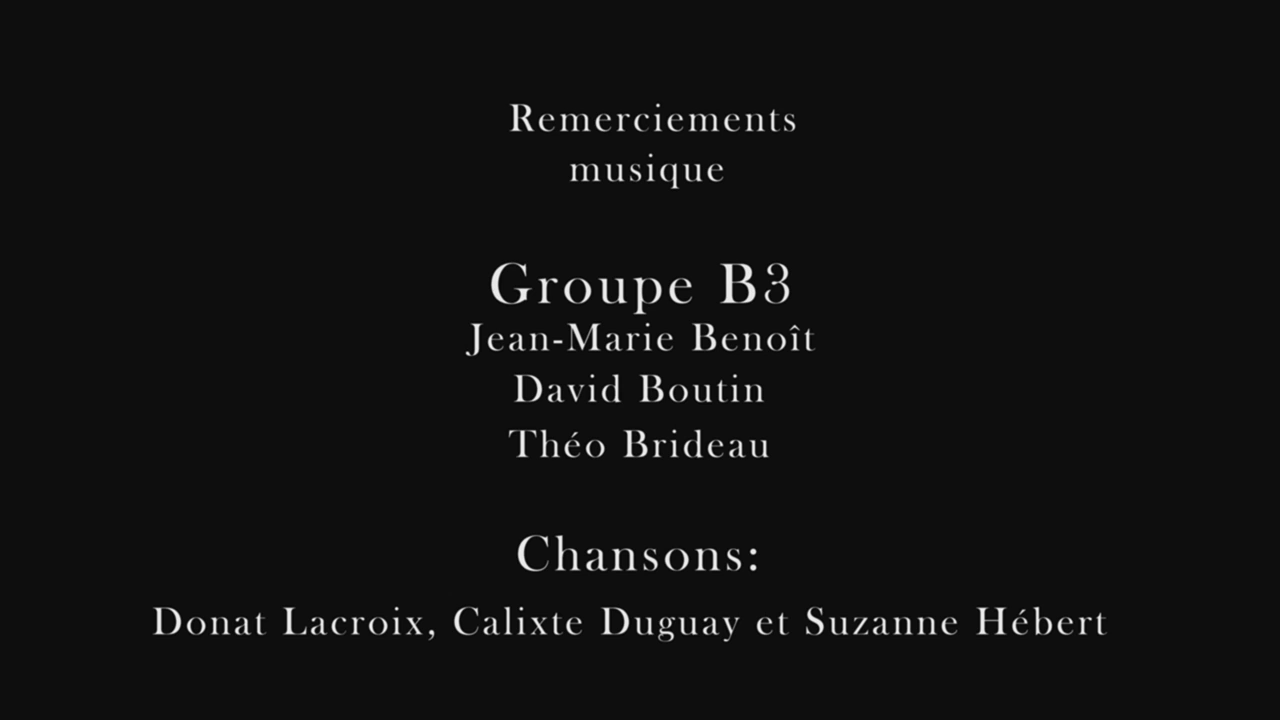 Remerciements
musique
Groupe B3
Jean-Marie Benoît
David Boutin
Théo Brideau
Chansons:
Donat Lacroix, Calixte Duguay et Suzanne Hébert